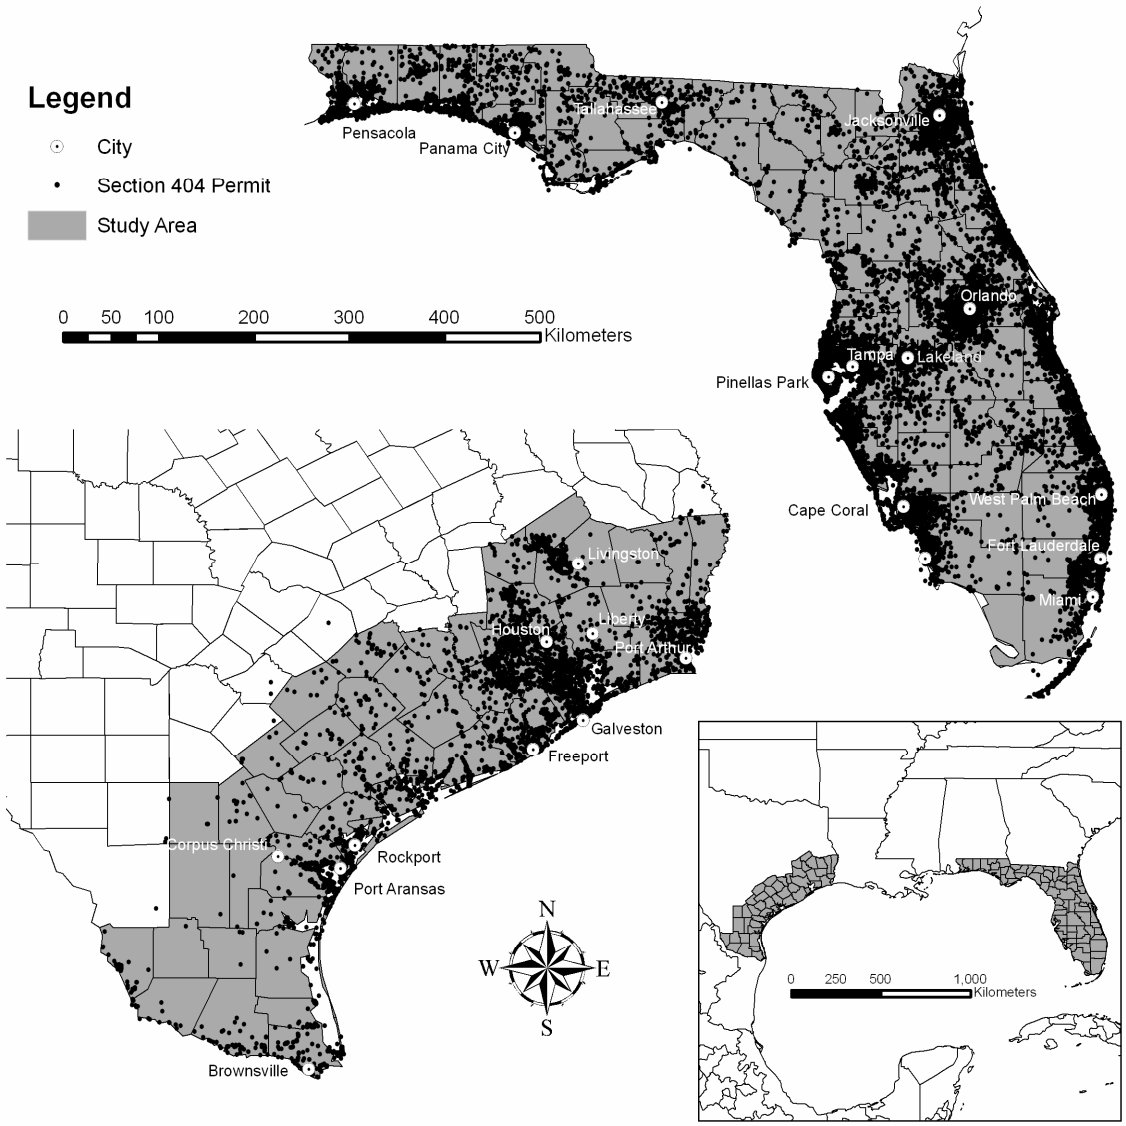 Legend
City
Section 404 Permit
Study Area
0 50 100 200 300 400 500
Kilometers
Pensacola
Panama City
Tallahassee
Jacksonville
Orlando
Tampa
Lakeland
Pinellas Park
Cape Coral
West Palm Beach
Fort Lauderdale
Miami
Livingston
Liberty
Houston
Port Arthur
Galveston
Freeport
Corpus Christi
Rockport
Port Aransas
Brownsville
N
W E
S
0 250 500 1,000
Kilometers